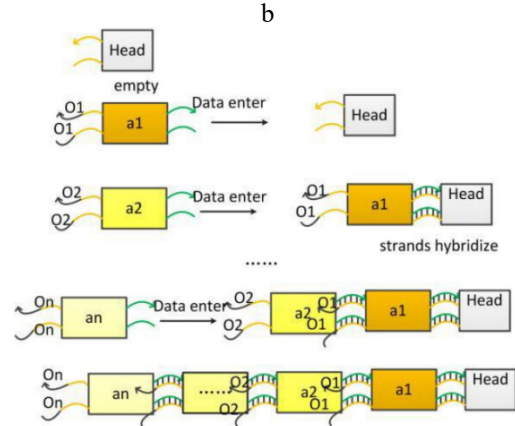 b
Head
empty
O1
O1
a1
Data enter
Head
O2
O2
a2
Data enter
O1
O1
a1
Head
strands hybridize
......
On
On
an
Data enter
O2
O2
a2
O1
O1
a1
Head
On
On
an
......
O2
O2
a2
O1
O1
a1
Head